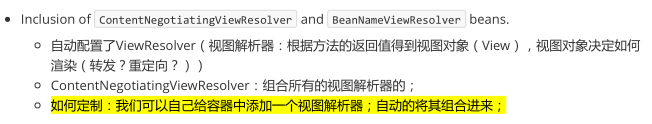 Inclusion of ContentNegotiatingViewResolver and BeanNameViewResolver beans.
自动配置了ViewResolver（视图解析器：根据方法的返回值得到视图对象（View），视图对象决定如何
渲染（转发？重定向？））
ContentNegotiatingViewResolver：组合所有的视图解析器的；
如何定制：我们可以自己给容器中添加一个视图解析器；自动的将其组合进来；